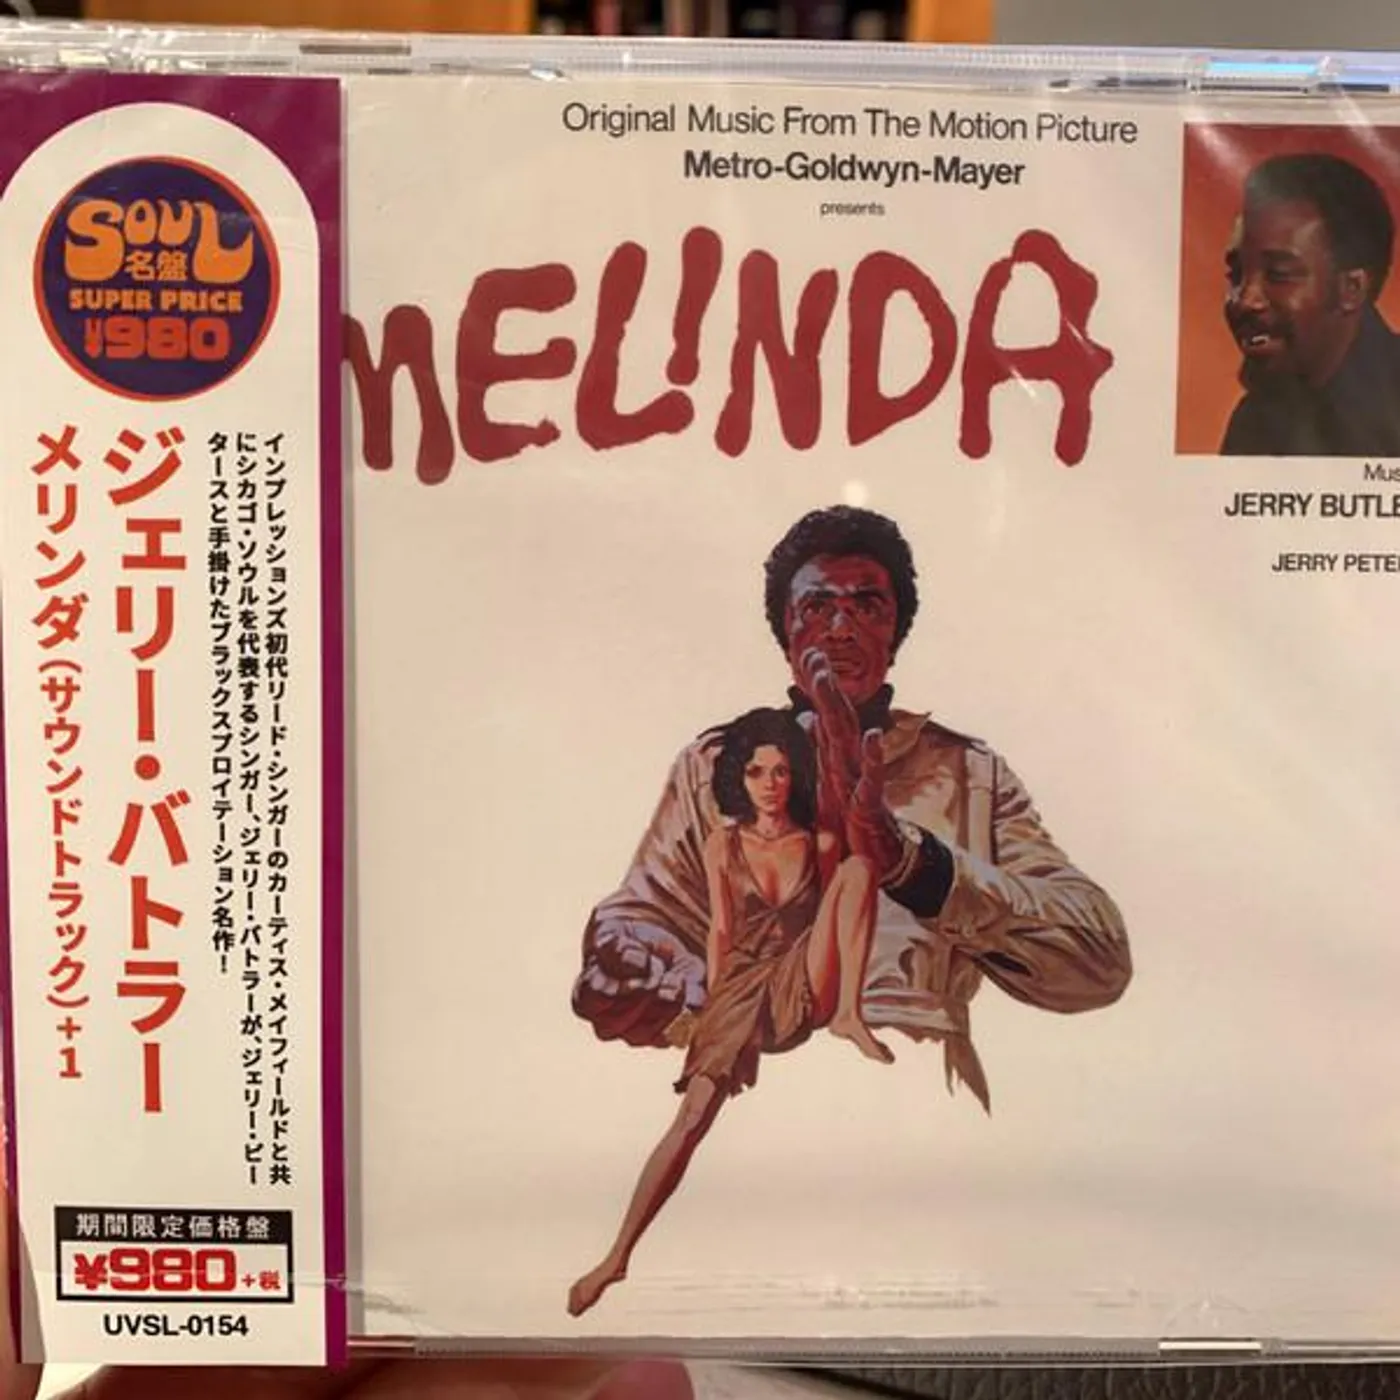 SOUL
名盤
SUPER PRICE
¥980
インプレッションズ初代リード・シンガーのカーティス・メイフィールドと共
にシカゴ・ソウルを代表するシンガー、ジェリー・バトラーが、ジェリー・ピー
タースと手掛けたブラックスプロイテーション名作！
ジェリー・バトラー
メリンダ（サウンドトラック）+1
期間限定価格盤
¥980+税
UVSL-0154
Original Music From The Motion Picture
Metro-Goldwyn-Mayer
presents
MELINDA
Mus
JERRY BUTLE
JERRY PETE